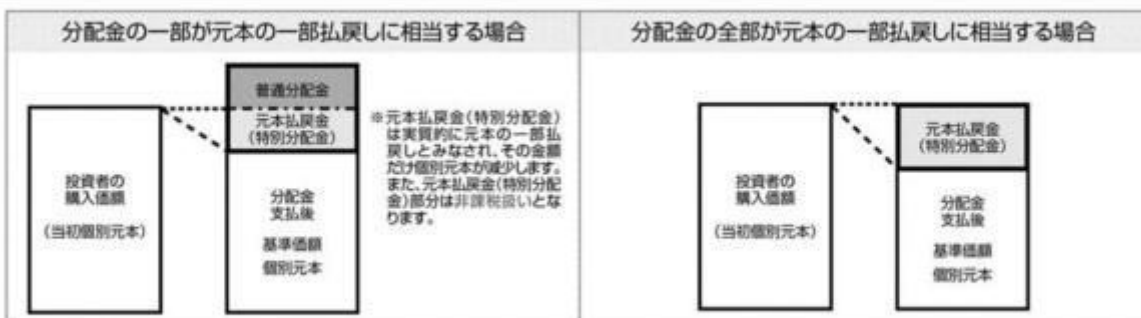 分配金の一部が元本の一部払戻しに相当する場合
投資者の
購入価額
(当初個別元本)
普通分配金
元本払戻金
(特別分配金)
分配金
支払後
基準価額
個別元本
※元本払戻金(特別分配金)
は実質的に元本の一部払
戻しとみなされ、その金額
だけ個別元本が減少します。
また、元本払戻金(特別分配
金)部分は非課税扱いとな
ります。
分配金の全部が元本の一部払戻しに相当する場合
投資者の
購入価額
(当初個別元本)
元本払戻金
(特別分配金)
分配金
支払後
基準価額
個別元本